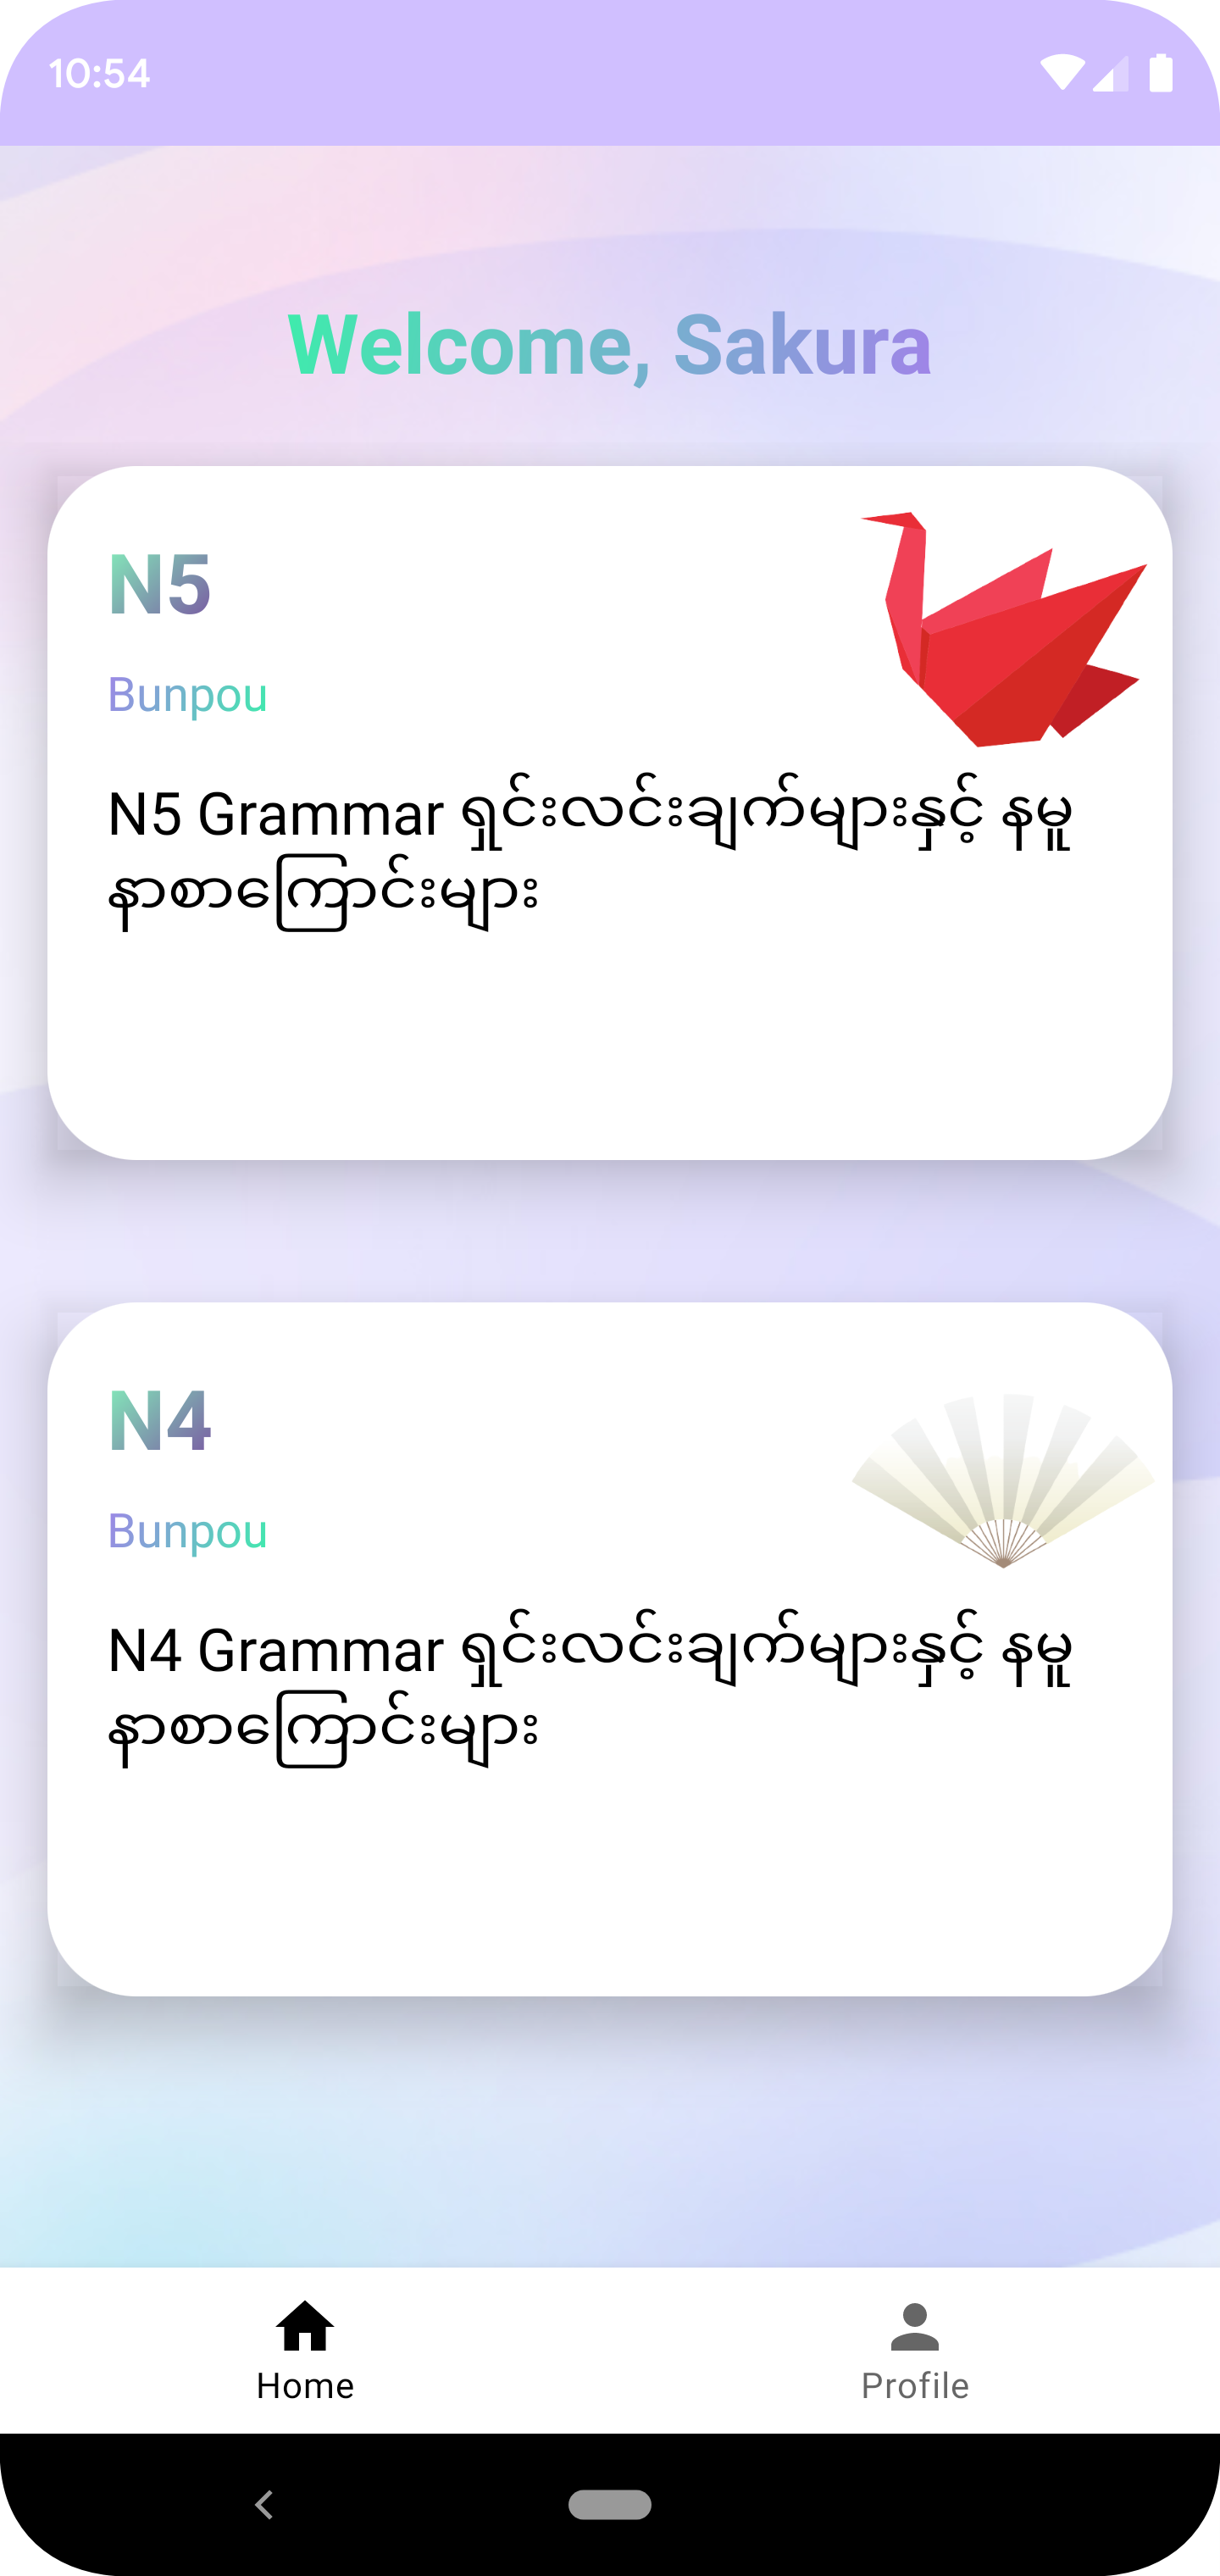 10:54
Welcome, Sakura
N5
Bunpou
N5 Grammar ရှင်းလင်းချက်များနှင့် နမူ
နာစာကြောင်းများ
N4
Bunpou
N4 Grammar ရှင်းလင်းချက်များနှင့် နမူ
နာစာကြောင်းများ
Home
Profile